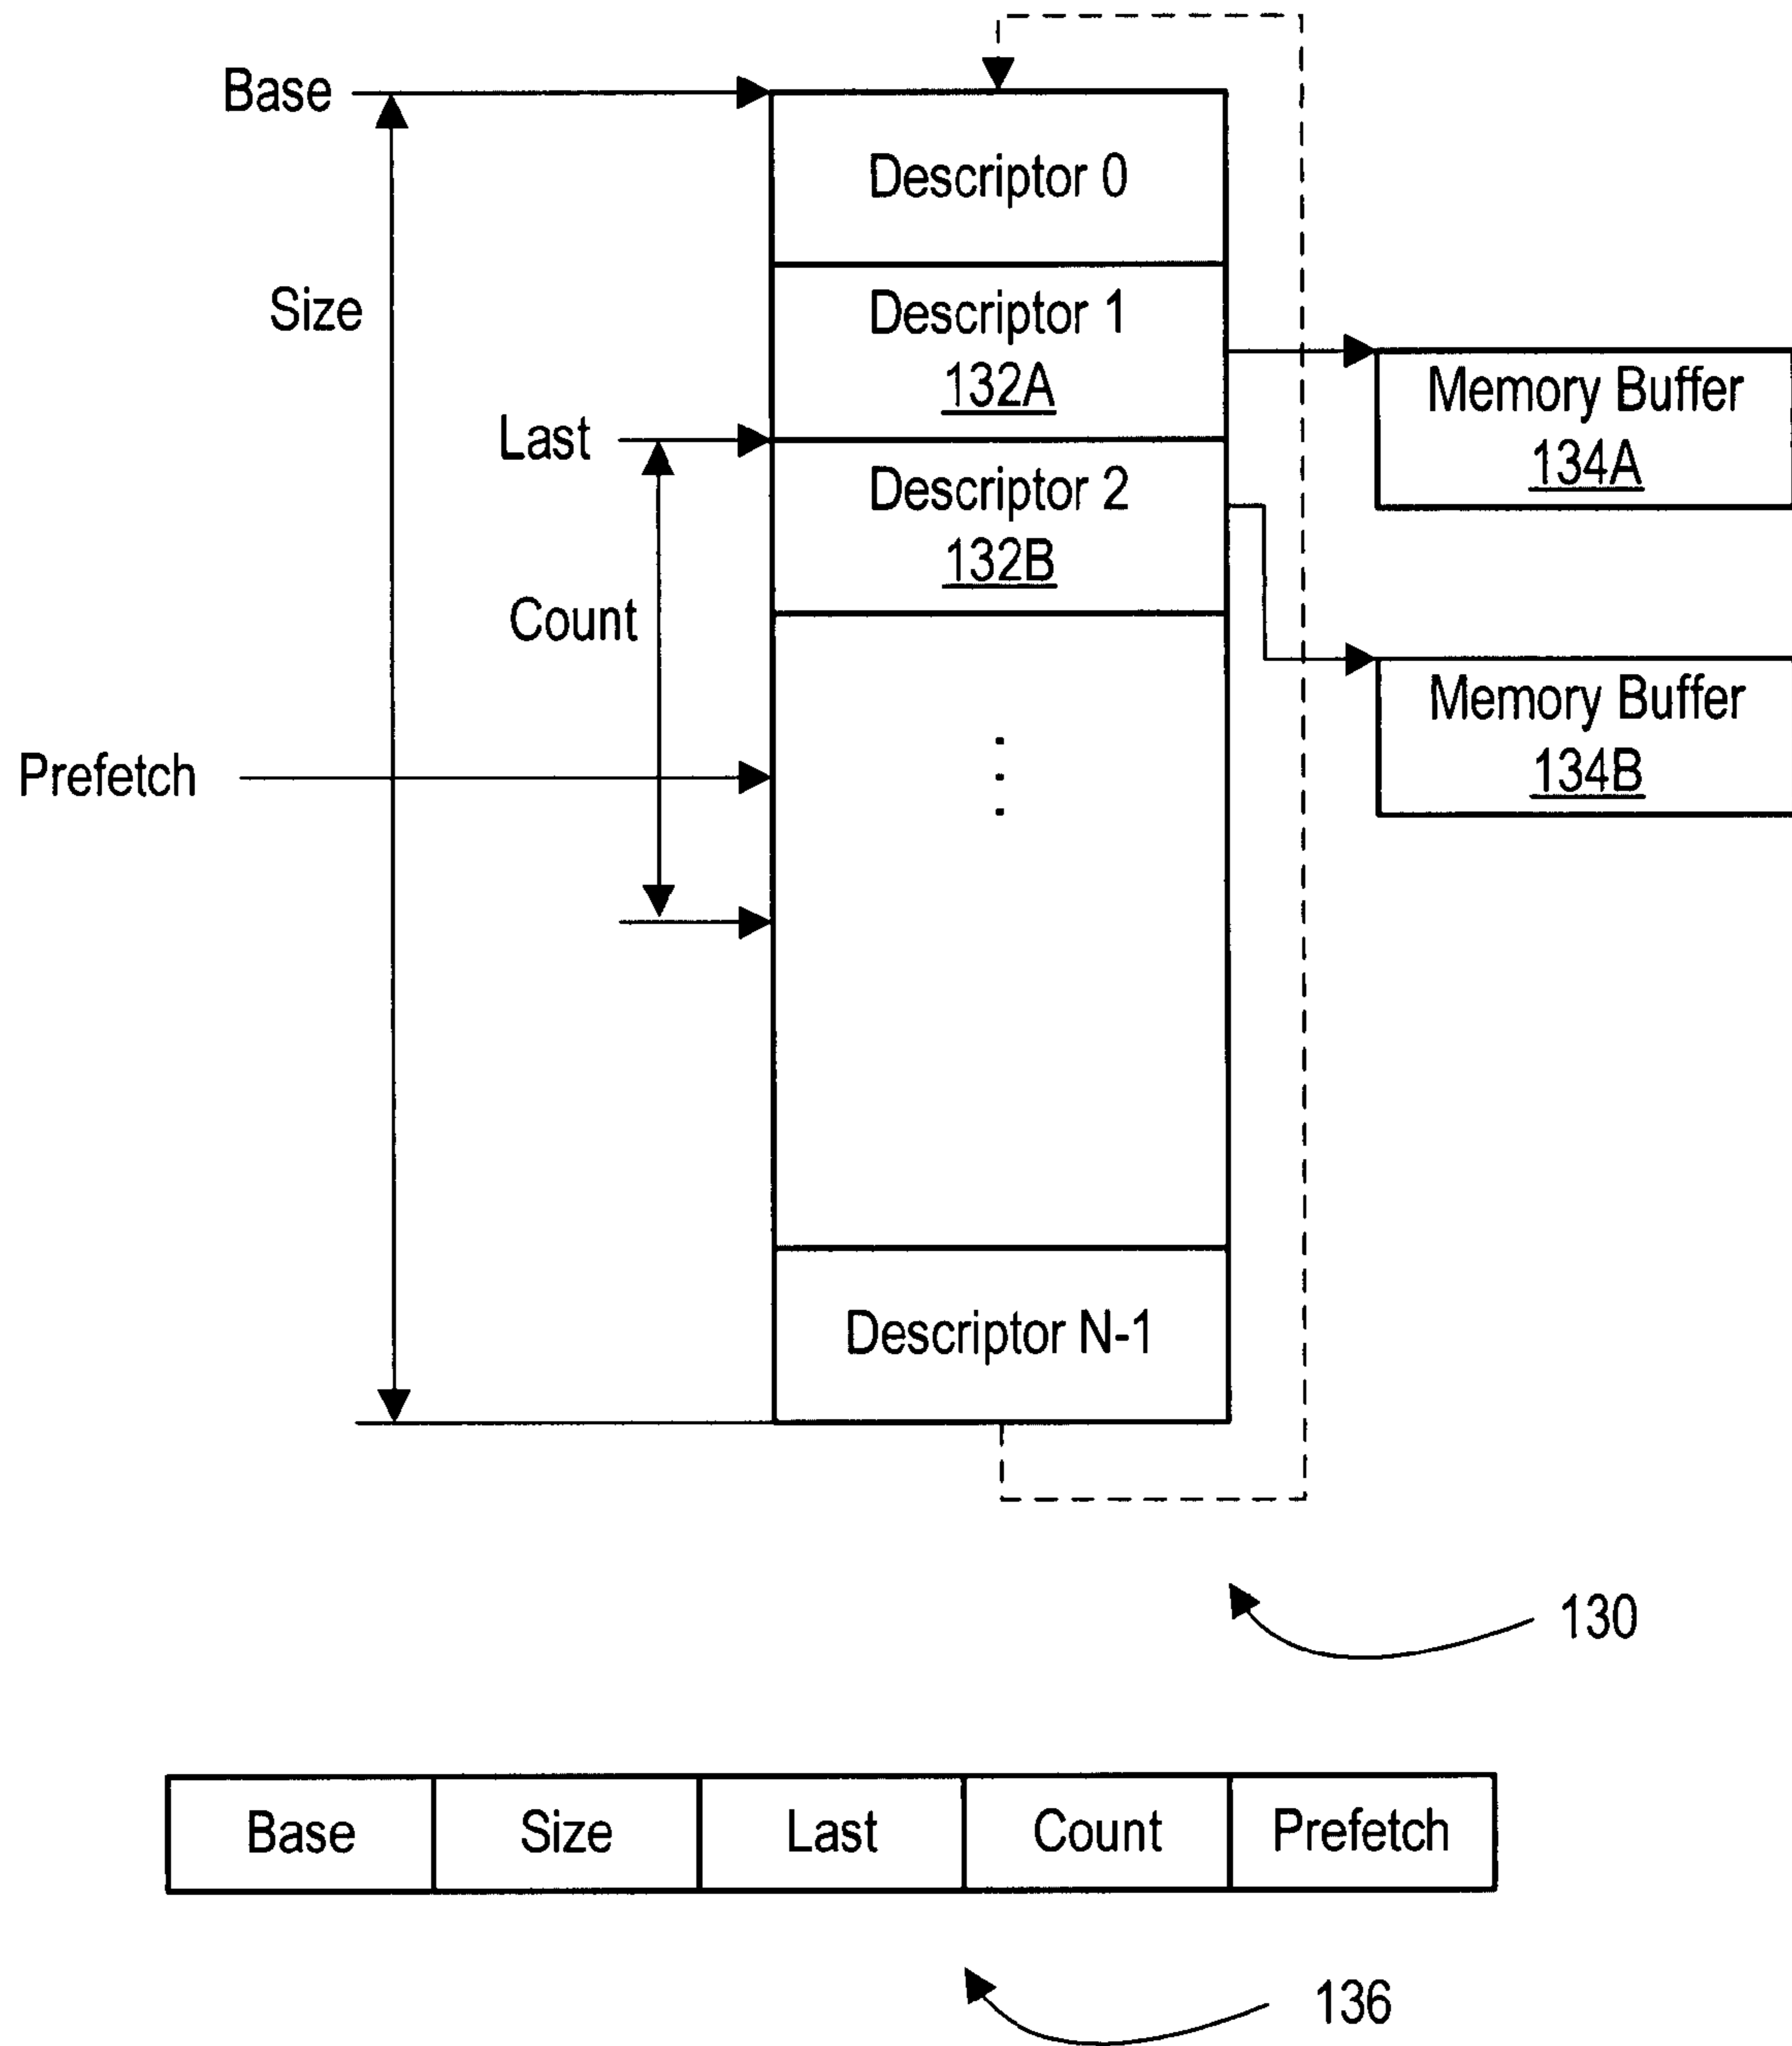 Base
Descriptor 0
Size
Descriptor 1
132A
Memory Buffer
134A
Last
Descriptor 2
132B
Count
Memory Buffer
134B
Prefetch
Descriptor N-1
130
Base Size Last Count Prefetch
136